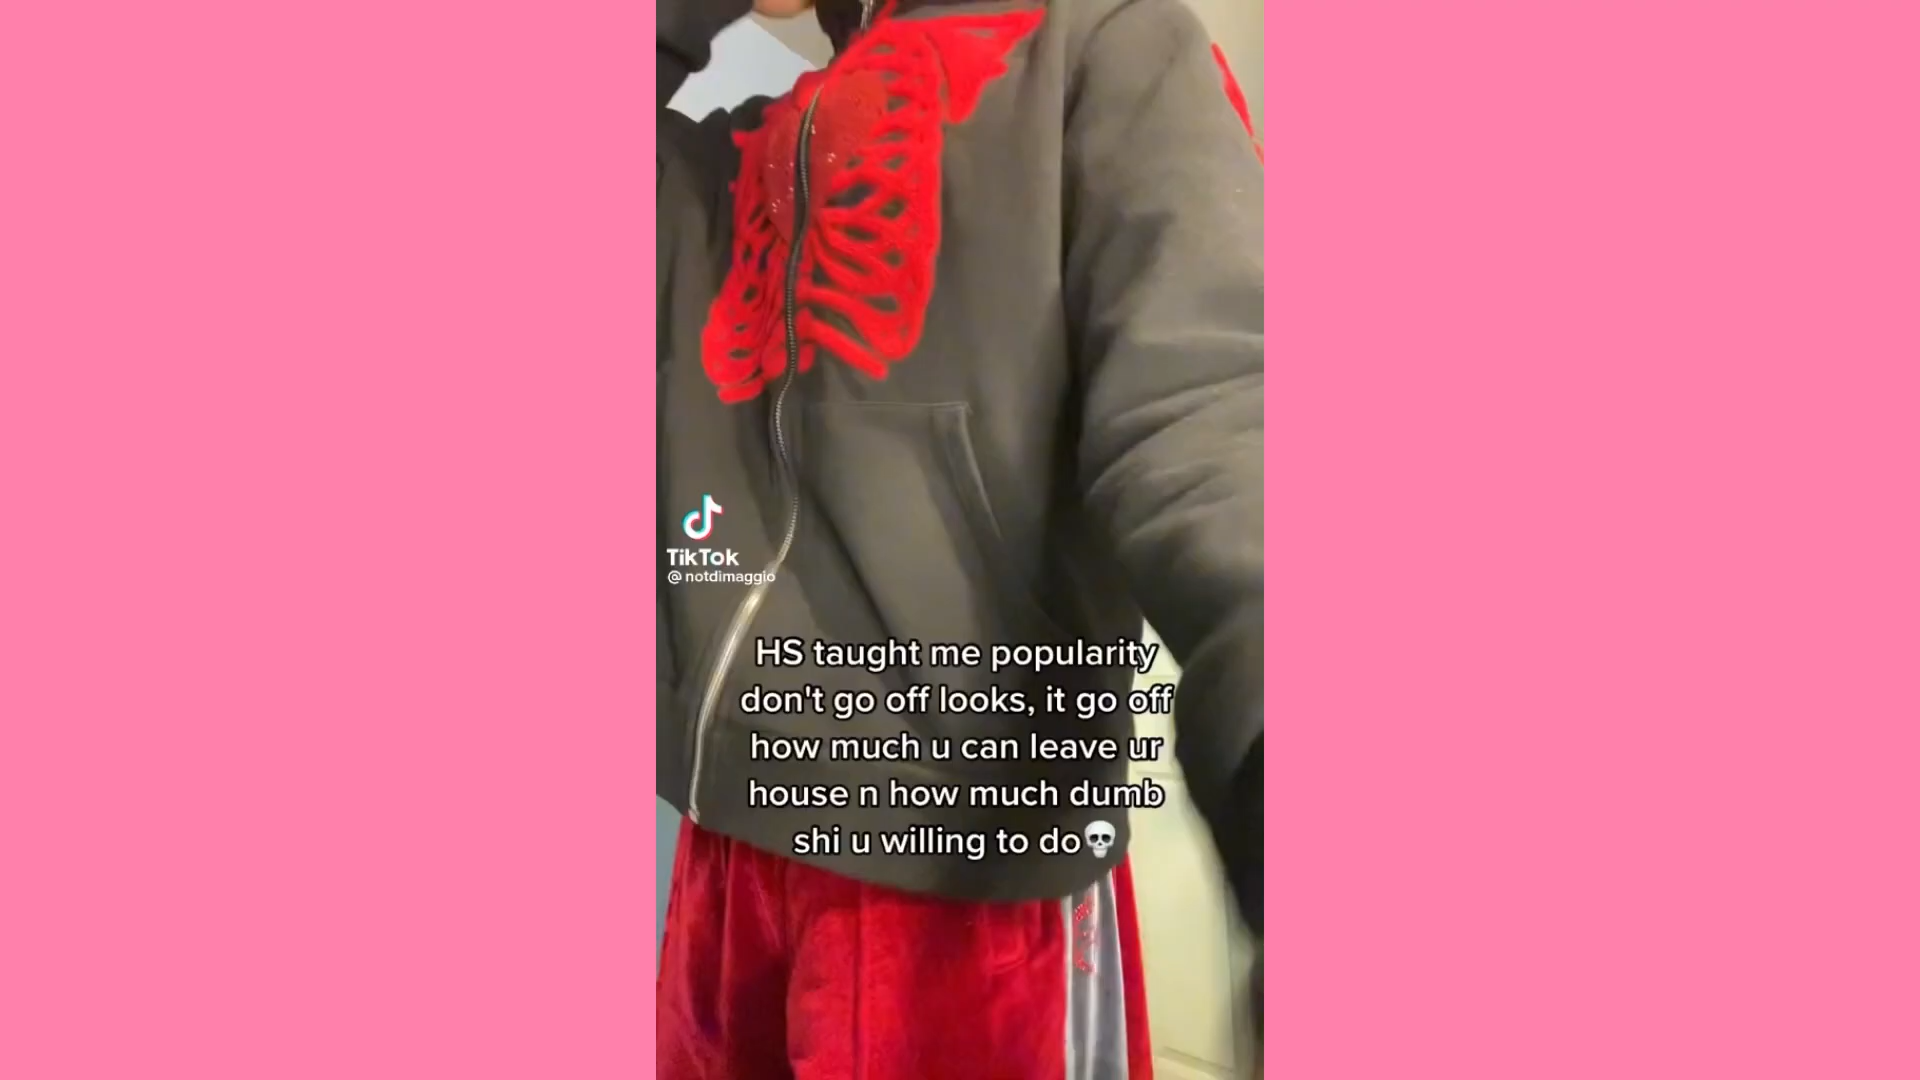 TikTok
@notdimaggio
HS taught me popularity
don't go off looks, it go off
how much u can leave ur
house n how much dumb
shi u willing to do💀